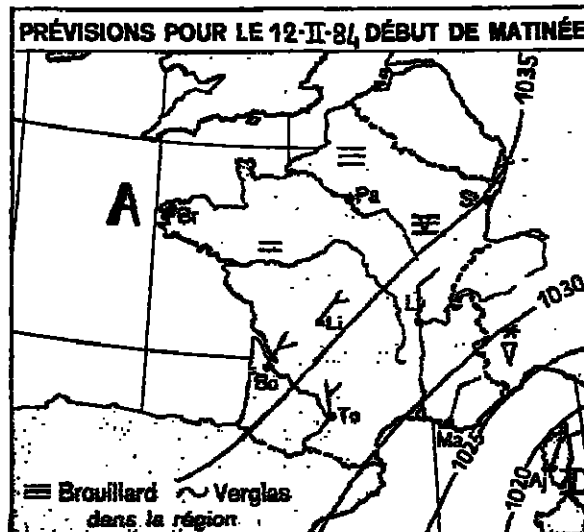 PRÉVISIONS POUR LE 12-II-84 DÉBUT DE MATINÉE
1035
Pa
St
A
Br
1030
Li
Ly
Bo
To
Ma
1025
Aj
1020
Brouillard
Verglas
dans la région